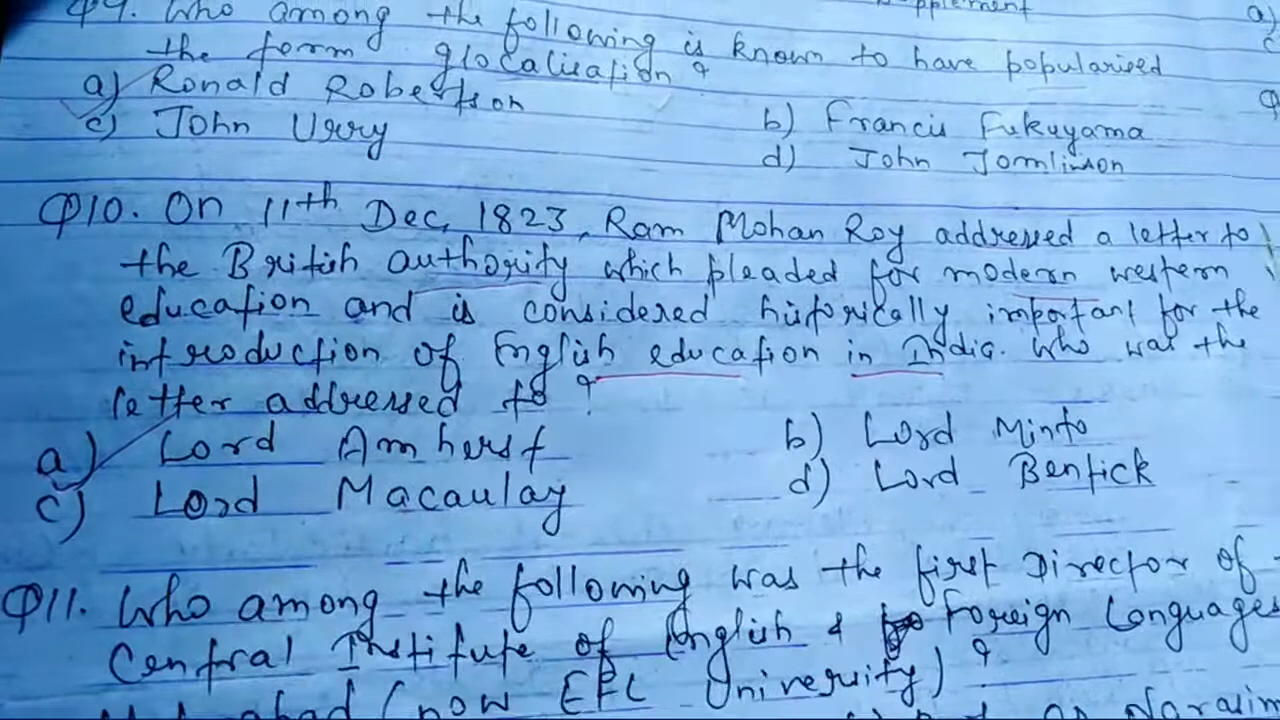 Q9. Who among the following is known to have popularised
the form glocalisation?
a) Ronald Robertson
b) Francis Fukuyama
c) John Urry
d) John Tomlinson
Q10. On 11th Dec, 1823, Ram Mohan Roy addressed a letter to
the British authority which pleaded for modern western
education and is considered historically important for the
introduction of English education in India. Who was the
letter addressed to?
a) Lord Amherst
b) Lord Minto
c) Lord Macaulay
d) Lord Bentick
Q11. Who among the following was the first Director of
Central Institute of English & Foreign Languages
(now EFL University)?